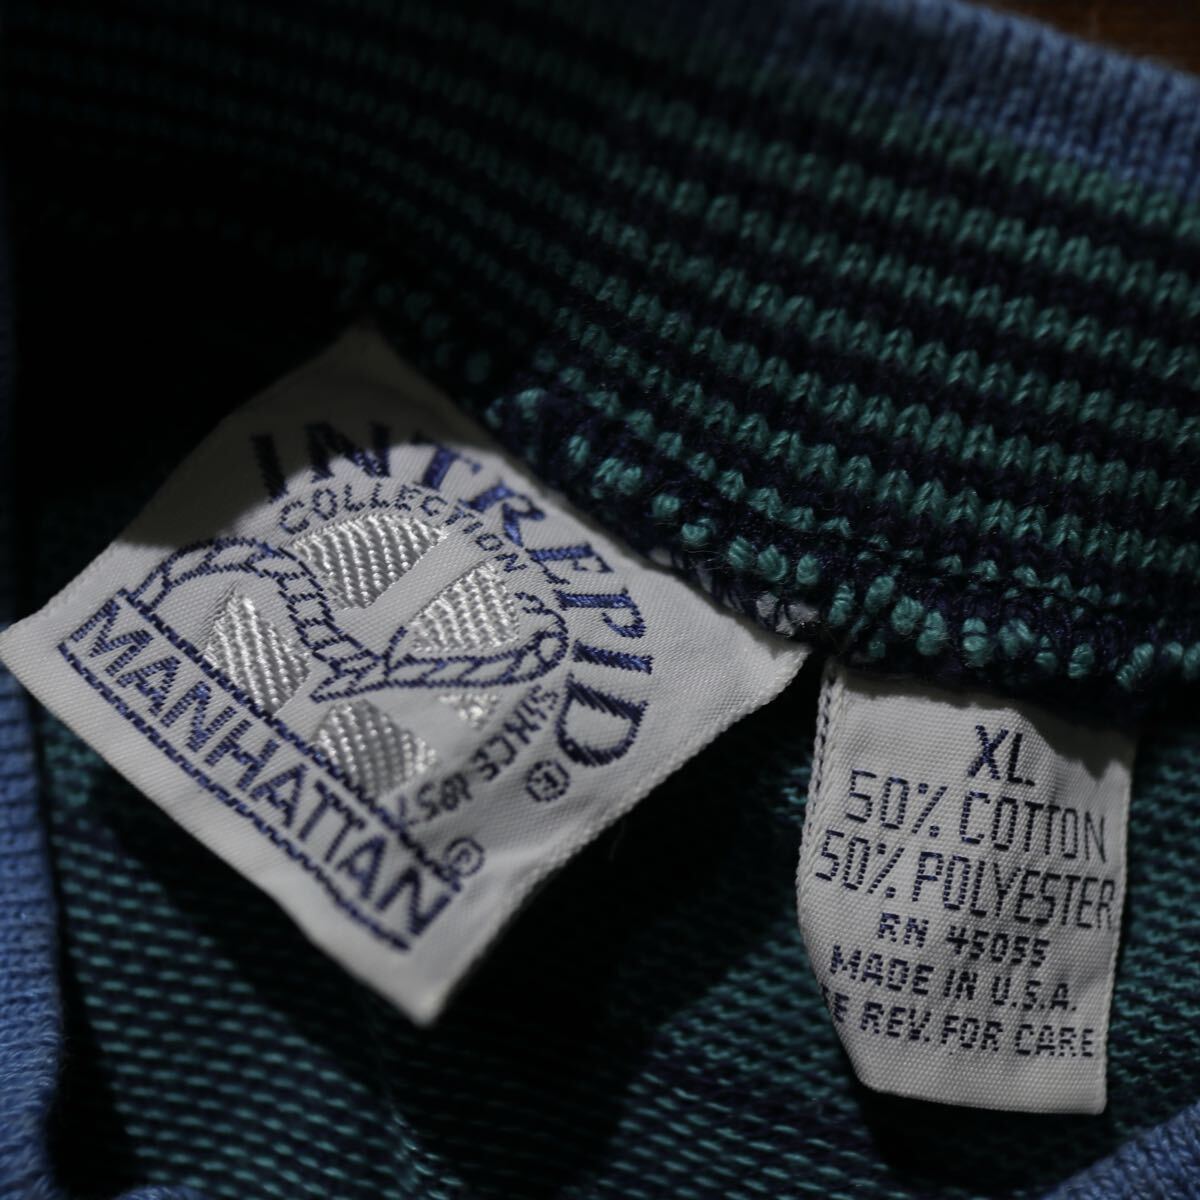 INTREPID ®
COLLECTION
SINCE 1857
MANHATTAN ®
XL
50% COTTON
50% POLYESTER
RN 45055
MADE IN U.S.A.
REV. FOR CARE